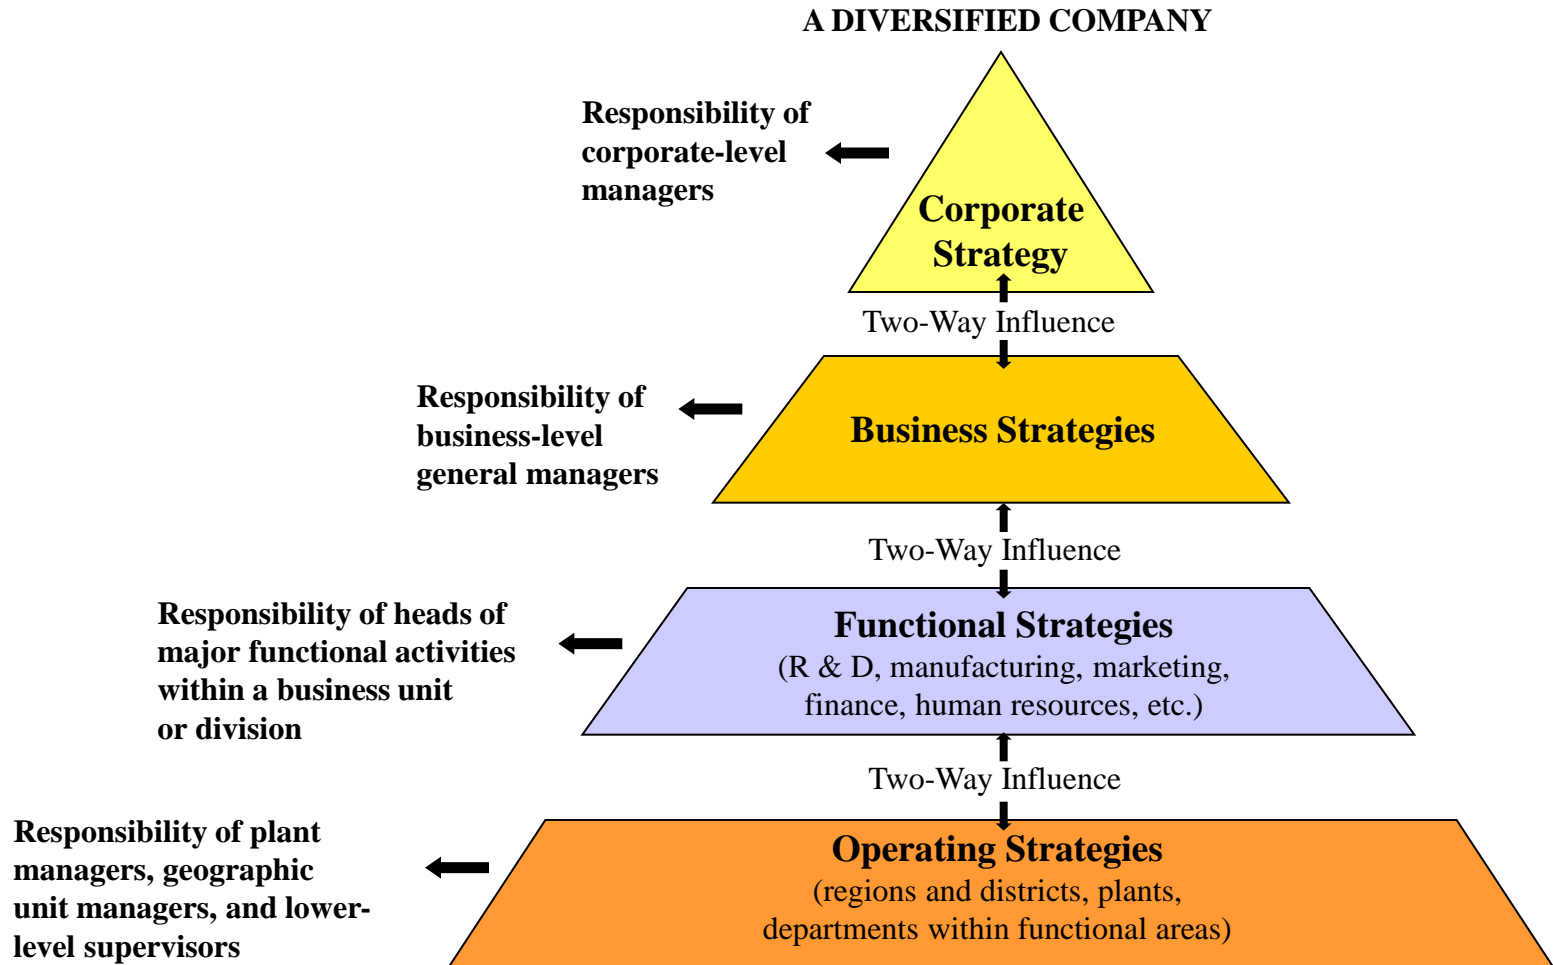 A DIVERSIFIED COMPANY
Responsibility of
corporate-level
managers
Corporate
Strategy
Two-Way Influence
Responsibility of
business-level
general managers
Business Strategies
Two-Way Influence
Responsibility of heads of
major functional activities
within a business unit
or division
Functional Strategies
(R & D, manufacturing, marketing,
finance, human resources, etc.)
Two-Way Influence
Responsibility of plant
managers, geographic
unit managers, and lower-
level supervisors
Operating Strategies
(regions and districts, plants,
departments within functional areas)